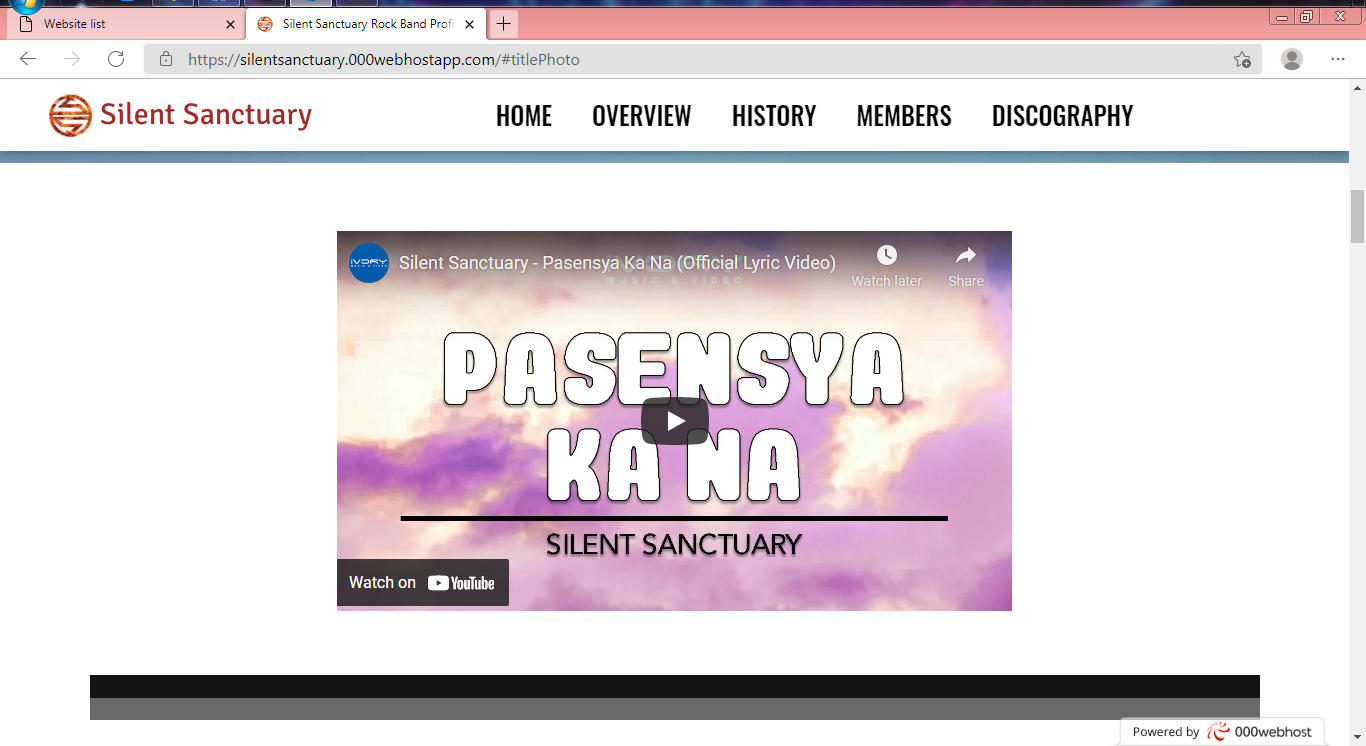 Website list
Silent Sanctuary Rock Band Profi
https://silentsanctuary.000webhostapp.com/#titlePhoto
Silent Sanctuary
HOME OVERVIEW HISTORY MEMBERS DISCOGRAPHY
IVORY
MUSIC & VIDEO
Silent Sanctuary - Pasensya Ka Na (Official Lyric Video)
Watch later
Share
MUSIC & VIDEO
PASENSYA
KA NA
SILENT SANCTUARY
Watch on YouTube
Powered by 000webhost